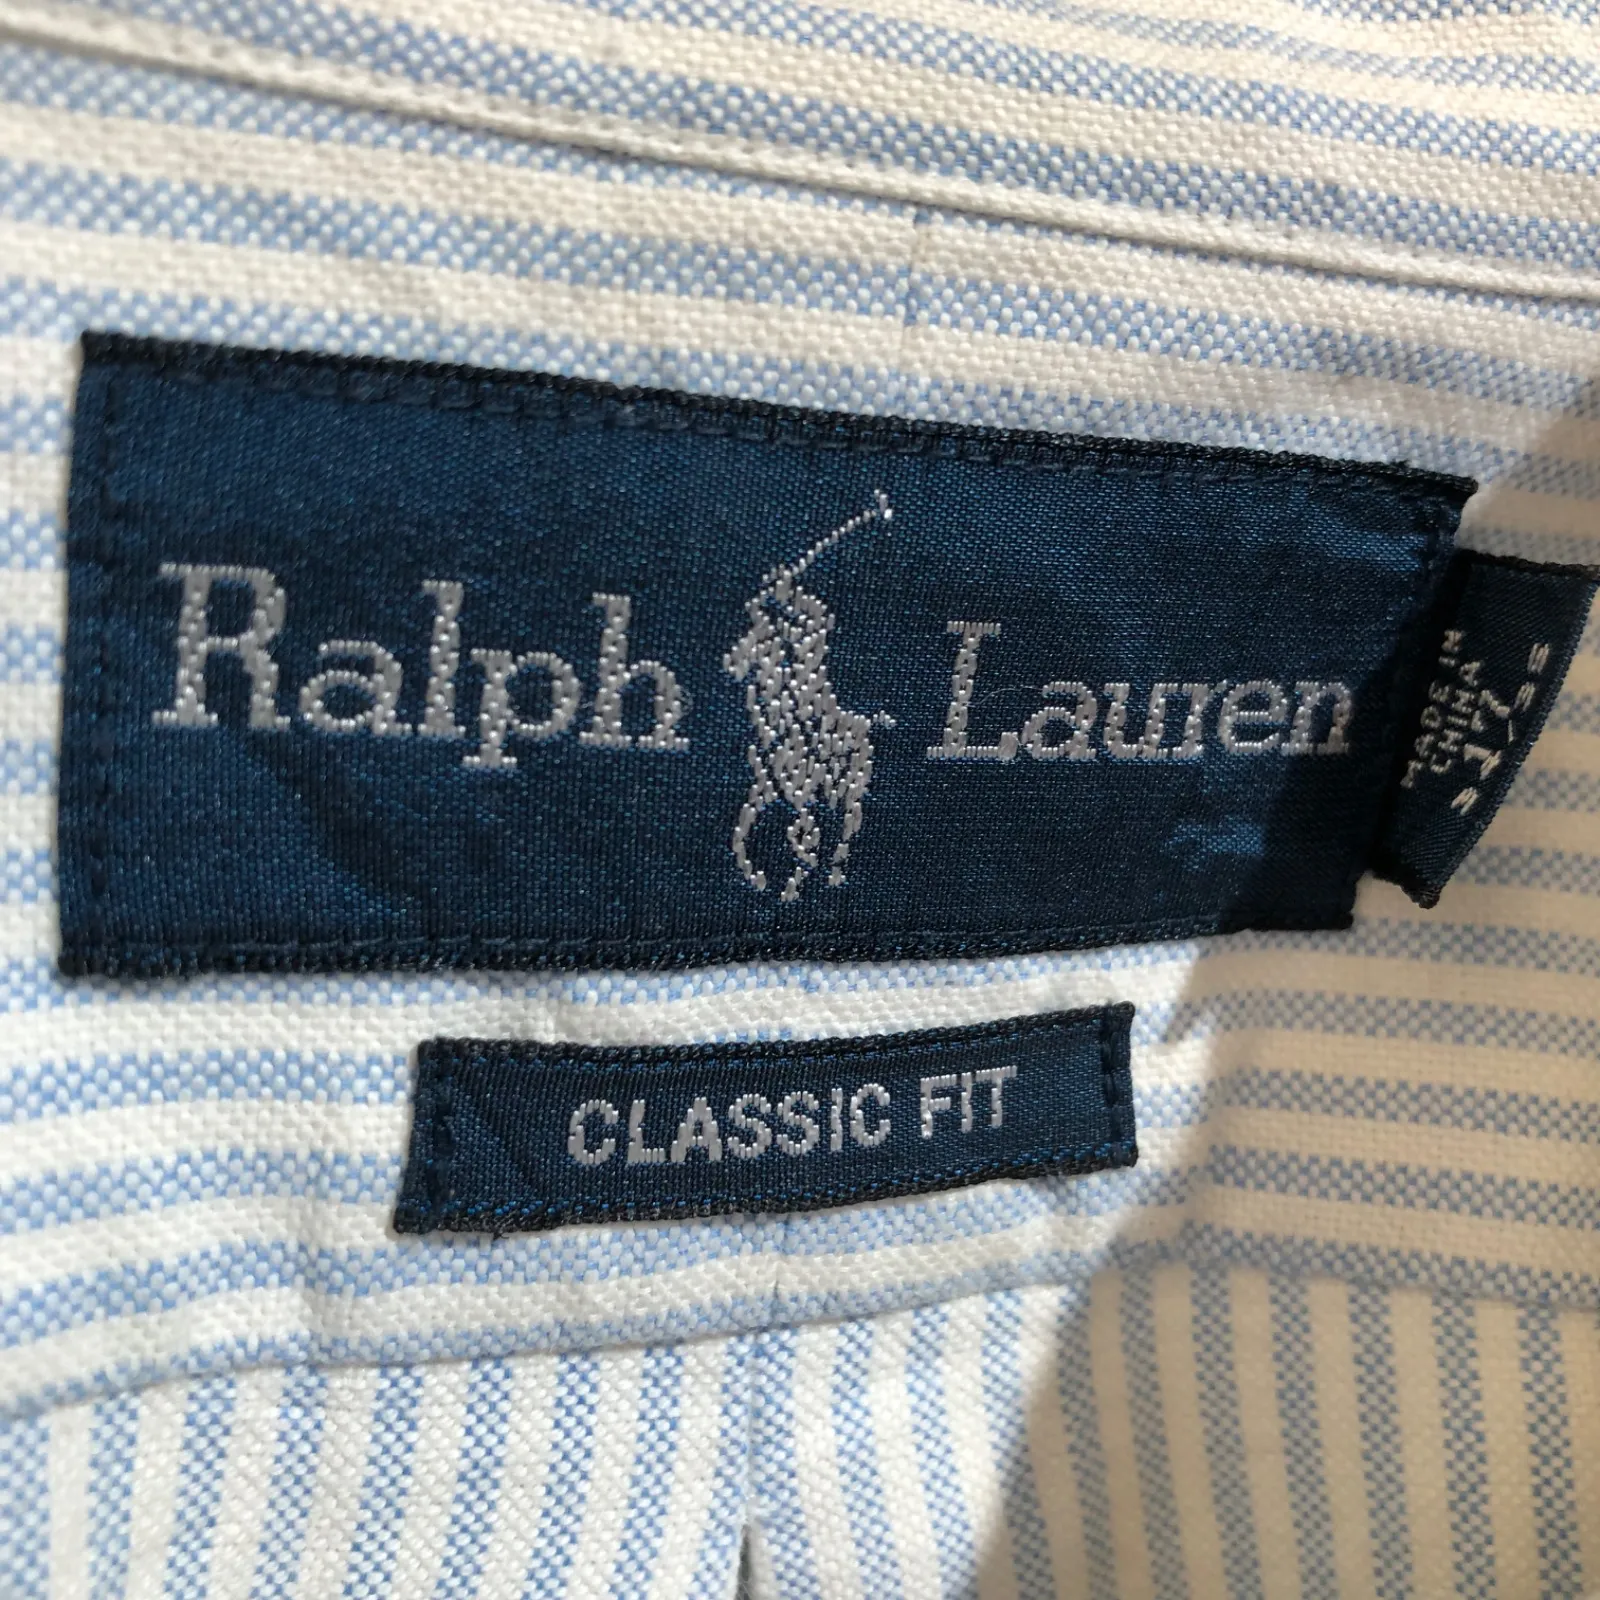 Ralph Lauren
CLASSIC FIT
MADE IN
CHINA